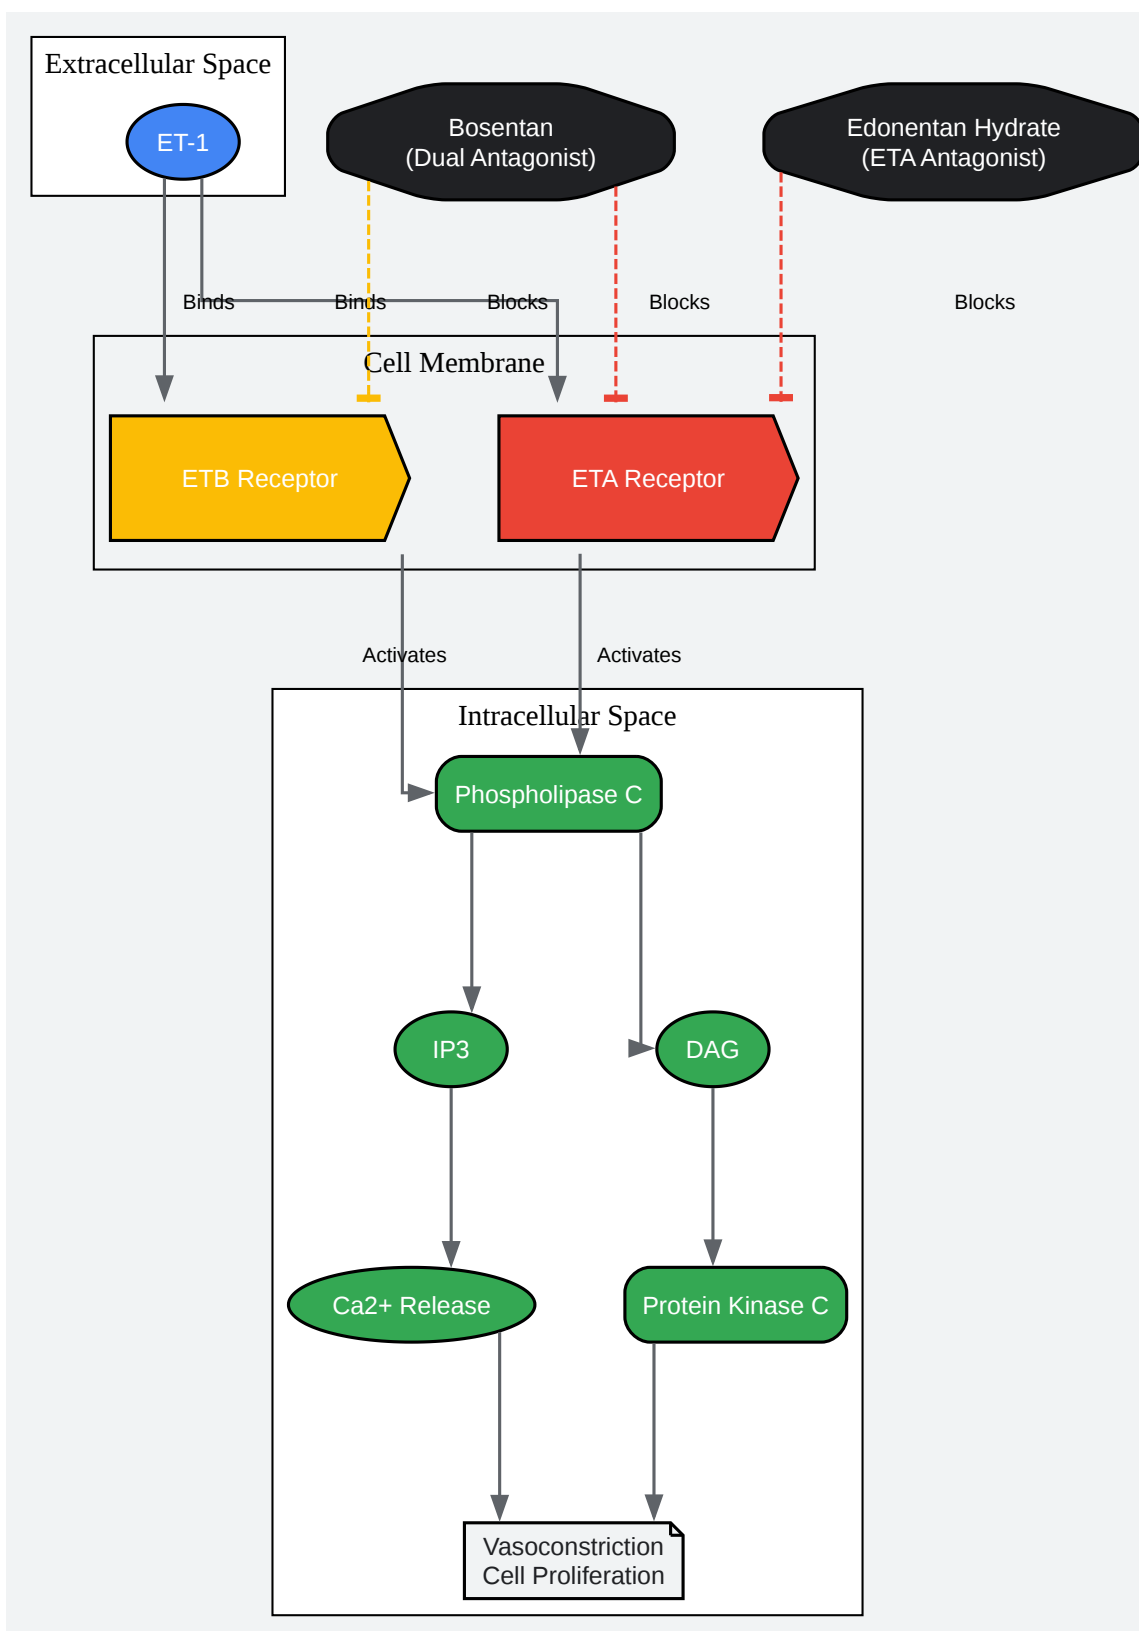 Extracellular Space
ET-1
Bosentan
(Dual Antagonist)
Edonentan Hydrate
(ETA Antagonist)
Binds
Binds
Blocks
Blocks
Blocks
Cell Membrane
ETB Receptor
ETA Receptor
Activates
Activates
Intracellular Space
Phospholipase C
IP3
DAG
Ca2+ Release
Protein Kinase C
Vasoconstriction
Cell Proliferation